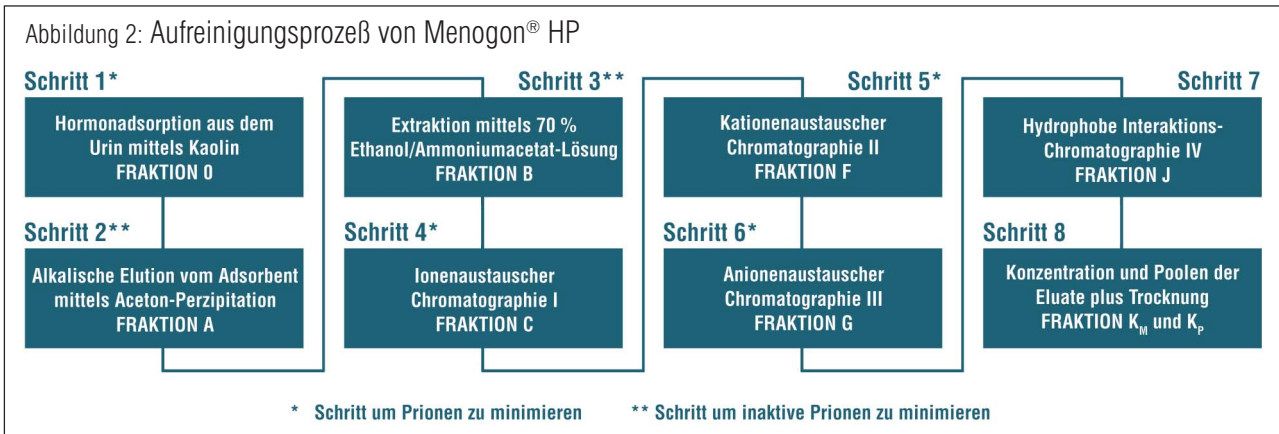 Abbildung 2: Aufreinigungsprozeß von Menogon® HP
Schritt 1*
Hormonadsorption aus dem
Urin mittels Kaolin
FRAKTION 0
Schritt 2**
Alkalische Elution vom Adsorbent
mittels Aceton-Perzipitation
FRAKTION A
Schritt 3**
Extraktion mittels 70 %
Ethanol/Ammoniumacetat-Lösung
FRAKTION B
Schritt 4*
Ionenaustauscher
Chromatographie I
FRAKTION C
Schritt 5*
Kationenaustauscher
Chromatographie II
FRAKTION F
Schritt 6*
Anionenaustauscher
Chromatographie III
FRAKTION G
Schritt 7
Hydrophobe Interaktions-
Chromatographie IV
FRAKTION J
Schritt 8
Konzentration und Poolen der
Eluate plus Trocknung
FRAKTION KM und KP
* Schritt um Prionen zu minimieren
** Schritt um inaktive Prionen zu minimieren